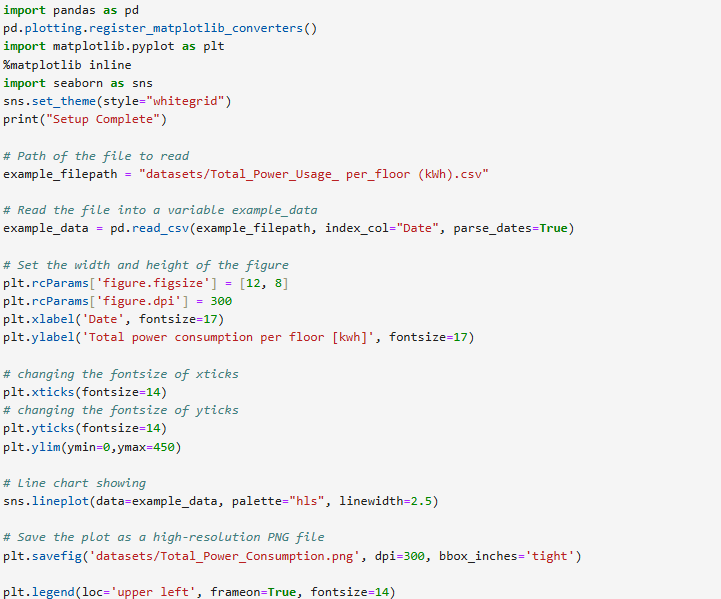 import pandas as pd
pd.plotting.register_matplotlib_converters()
import matplotlib.pyplot as plt
%matplotlib inline
import seaborn as sns
sns.set_theme(style="whitegrid")
print("Setup Complete")
# Path of the file to read
example_filepath = "datasets/Total_Power_Usage_ per_floor (kWh).csv"
# Read the file into a variable example_data
example_data = pd.read_csv(example_filepath, index_col="Date", parse_dates=True)
# Set the width and height of the figure
plt.rcParams['figure.figsize'] = [12, 8]
plt.rcParams['figure.dpi'] = 300
plt.xlabel('Date', fontsize=17)
plt.ylabel('Total power consumption per floor [kwh]', fontsize=17)
# changing the fontsize of xticks
plt.xticks(fontsize=14)
# changing the fontsize of yticks
plt.yticks(fontsize=14)
plt.ylim(ymin=0,ymax=450)
# Line chart showing
sns.lineplot(data=example_data, palette="hls", linewidth=2.5)
# Save the plot as a high-resolution PNG file
plt.savefig('datasets/Total_Power_Consumption.png', dpi=300, bbox_inches='tight')
plt.legend(loc='upper left', frameon=True, fontsize=14)